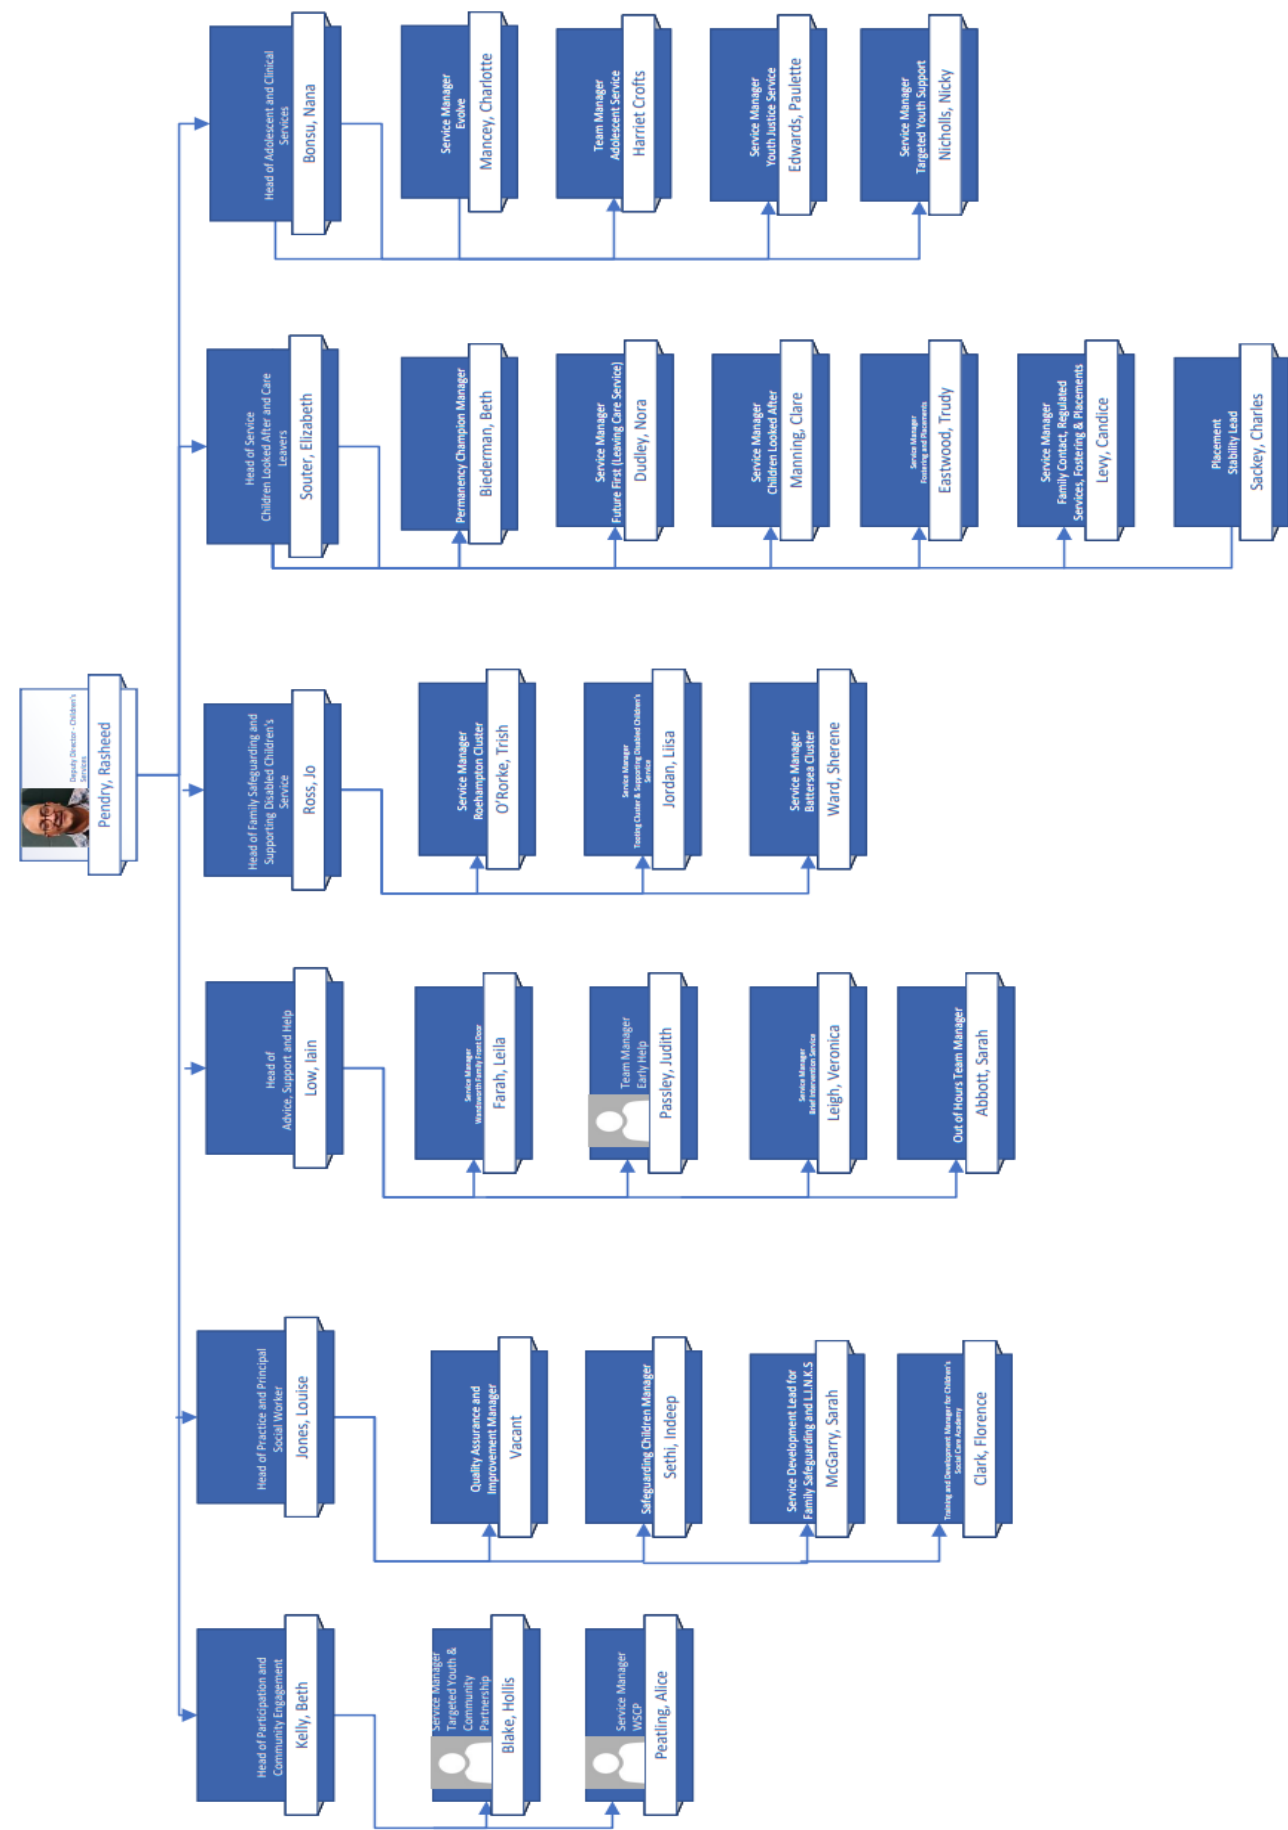 Deputy Director - Children's
Services
Pendry, Rasheed
Head of Participation and
Community Engagement
Kelly, Beth
Service Manager
Targeted Youth &
Community
Partnership
Blake, Hollis
Service Manager
WSCP
Peatling, Alice
Head of Practice and Principal
Social Worker
Jones, Louise
Quality Assurance and
Improvement Manager
Vacant
Safeguarding Children Manager
Sethi, Indeep
Service Development Lead for
Family Safeguarding and L.I.N.K.S
McGarry, Sarah
Training and Development Manager for Children's
Social Care Academy
Clark, Florence
Head of
Advice, Support and Help
Low, Iain
Service Manager
Wandsworth Family Front Door
Farah, Leila
Team Manager
Early Help
Passley, Judith
Service Manager
Brief Intervention Service
Leigh, Veronica
Out of Hours Team Manager
Abbott, Sarah
Head of Family Safeguarding and
Supporting Disabled Children's
Service
Ross, Jo
Service Manager
Roehampton Cluster
O'Rorke, Trish
Service Manager
Tooting Cluster & Supporting Disabled Children's
Service
Jordan, Liisa
Service Manager
Battersea Cluster
Ward, Sherene
Head of Service
Children Looked After and Care
Leavers
Souter, Elizabeth
Permanency Champion Manager
Biederman, Beth
Service Manager
Future First (Leaving Care Service)
Dudley, Nora
Service Manager
Children Looked After
Manning, Clare
Service Manager
Fostering and Placements
Eastwood, Trudy
Service Manager
Family Contact, Regulated
Services, Fostering & Placements
Levy, Candice
Placement
Stability Lead
Sackey, Charles
Head of Adolescent and Clinical
Services
Bonsu, Nana
Service Manager
Evolve
Mancey, Charlotte
Team Manager
Adolescent Service
Harriet Crofts
Service Manager
Youth Justice Service
Edwards, Paulette
Service Manager
Targeted Youth Support
Nicholls, Nicky